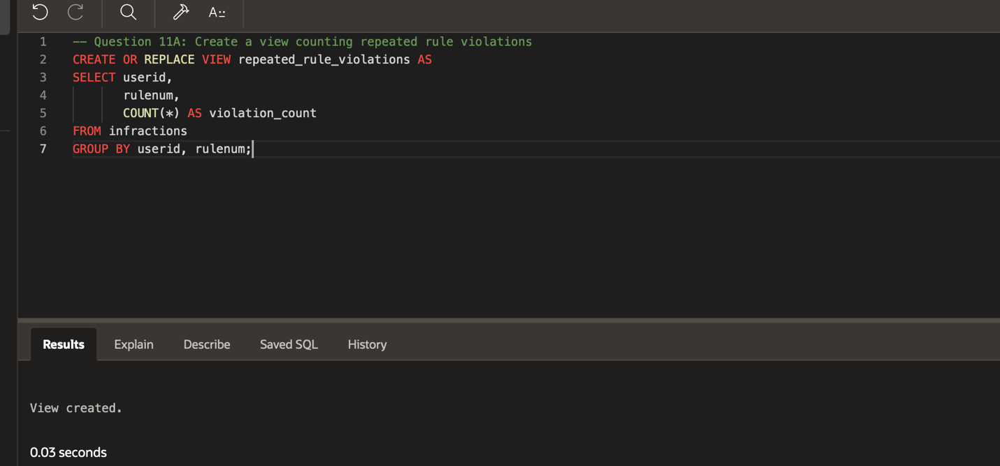 A::
1 -- Question 11A: Create a view counting repeated rule violations
2 CREATE OR REPLACE VIEW repeated_rule_violations AS
3 SELECT userid,
4 rulenum,
5 COUNT(*) AS violation_count
6 FROM infractions
7 GROUP BY userid, rulenum;
Results Explain Describe Saved SQL History
View created.
0.03 seconds